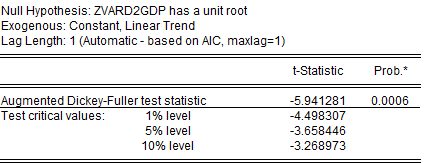 Null Hypothesis: ZVARD2GDP has a unit root
Exogenous: Constant, Linear Trend
Lag Length: 1 (Automatic - based on AIC, maxlag=1)
t-Statistic Prob.*
Augmented Dickey-Fuller test statistic -5.941281 0.0006
Test critical values: 1% level -4.498307
5% level -3.658446
10% level -3.268973